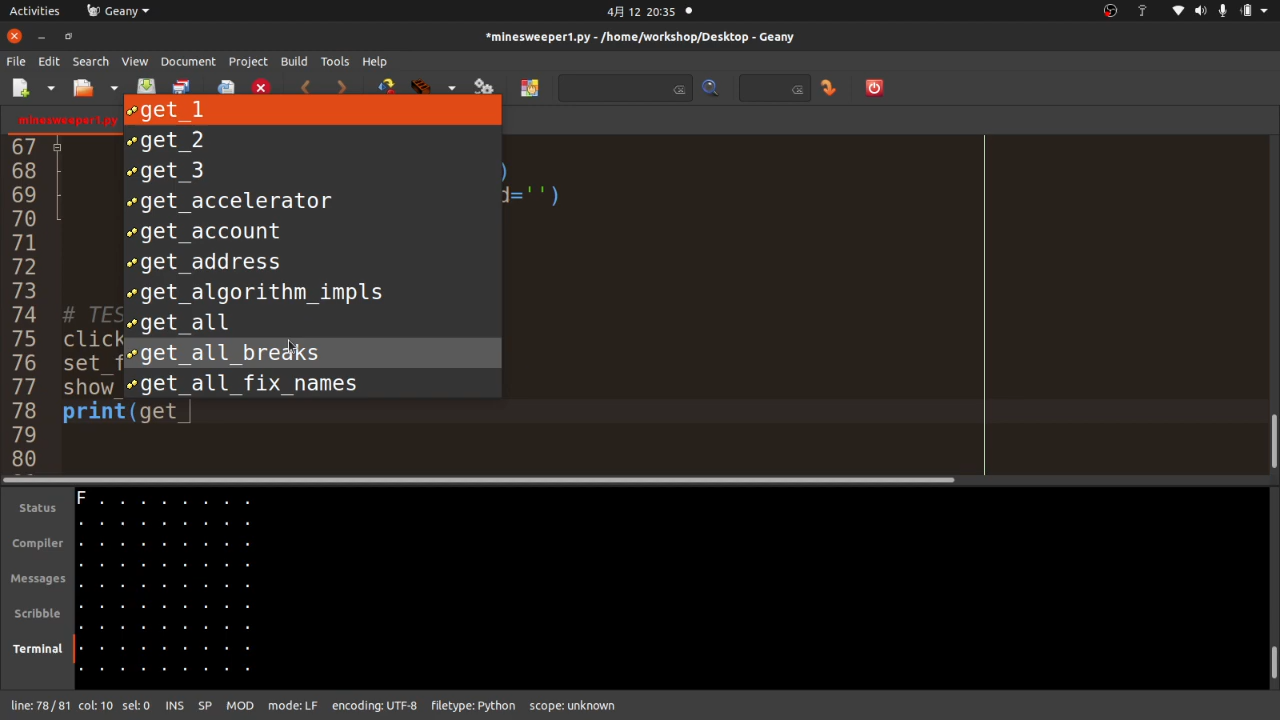 Activities Geany 4月 12 20:35
*minesweeper1.py - /home/workshop/Desktop - Geany
File Edit Search View Document Project Build Tools Help
minesweeper1.py
get_1
get_2
get_3
get_accelerator
get_account
get_address
get_algorithm_impls
get_all
get_all_breaks
get_all_fix_names
67
68 )
69 d='')
70
71
72
73
74 # TES
75 click
76 set_f
77 show_
78 print(get_
79
80
Status
Compiler
Messages
Scribble
Terminal
F . . . . . . . .
. . . . . . . . .
. . . . . . . . .
. . . . . . . . .
. . . . . . . . .
. . . . . . . . .
. . . . . . . . .
. . . . . . . . .
. . . . . . . . .
line: 78 / 81 col: 10 sel: 0 INS SP MOD mode: LF encoding: UTF-8 filetype: Python scope: unknown